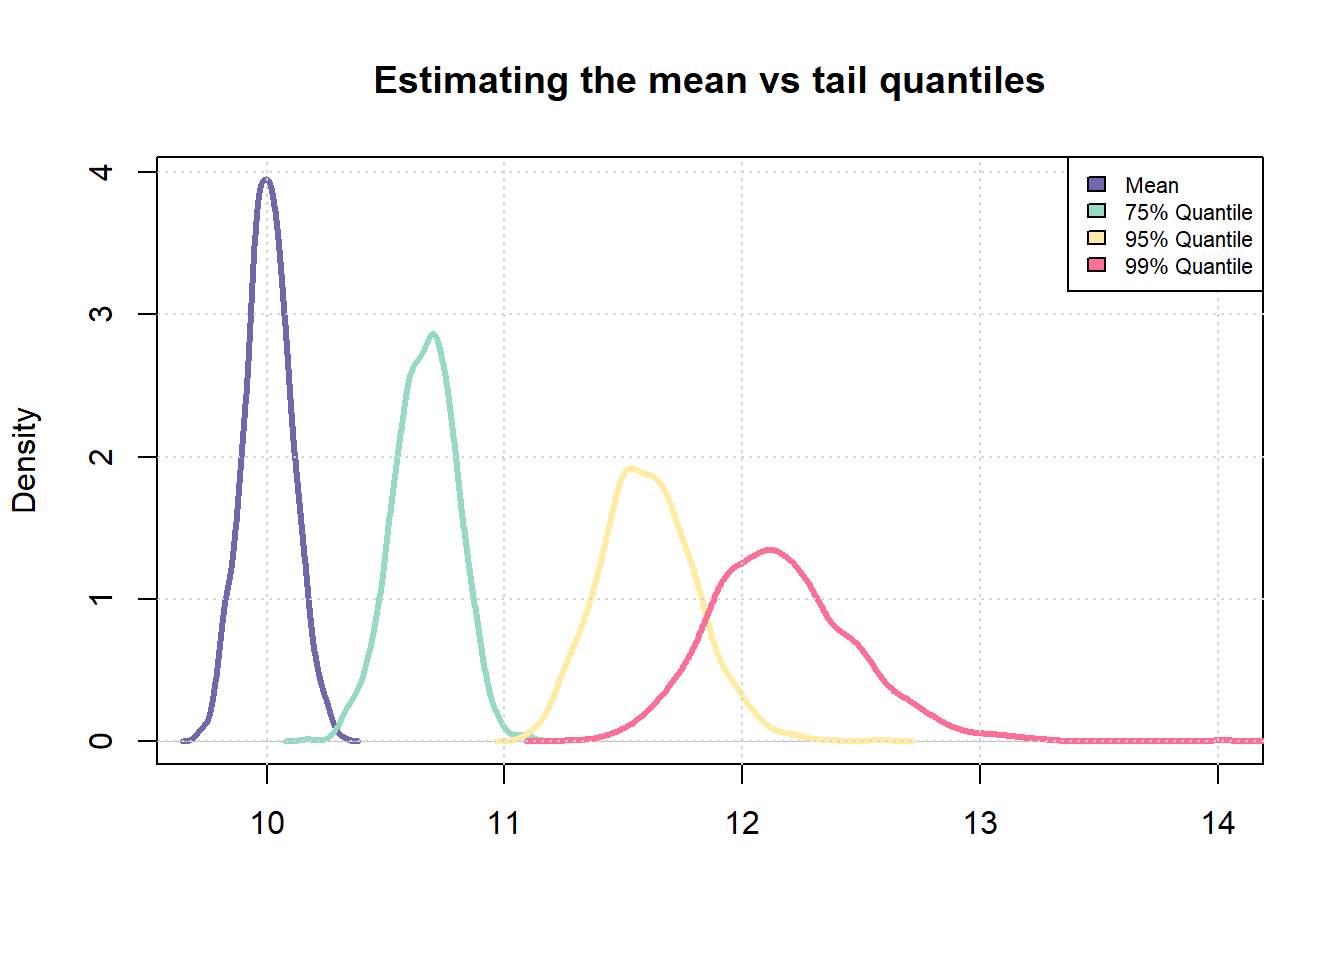 Estimating the mean vs tail quantiles
Mean
75% Quantile
95% Quantile
99% Quantile
Density
4
3
2
1
0
10 11 12 13 14